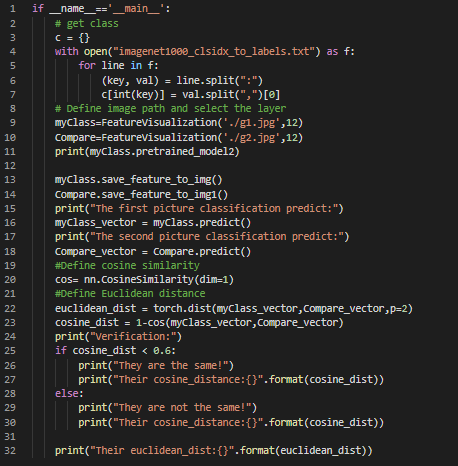 1 if __name__=='__main__':
2 # get class
3 c = {}
4 with open("imagenet1000_clsidx_to_labels.txt") as f:
5 for line in f:
6 (key, val) = line.split(":")
7 c[int(key)] = val.split(",")[0]
8 # Define image path and select the layer
9 myClass=FeatureVisualization('./g1.jpg',12)
10 Compare=FeatureVisualization('./g2.jpg',12)
11 print(myClass.pretrained_model2)
12
13 myClass.save_feature_to_img()
14 Compare.save_feature_to_img1()
15 print("The first picture classification predict:")
16 myClass_vector = myClass.predict()
17 print("The second picture classification predict:")
18 Compare_vector = Compare.predict()
19 #Define cosine similarity
20 cos= nn.CosineSimilarity(dim=1)
21 #Define Euclidean distance
22 euclidean_dist = torch.dist(myClass_vector,Compare_vector,p=2)
23 cosine_dist = 1-cos(myClass_vector,Compare_vector)
24 print("Verification:")
25 if cosine_dist < 0.6:
26 print("They are the same!")
27 print("Their cosine_distance:{}".format(cosine_dist))
28 else:
29 print("They are not the same!")
30 print("Their cosine_distance:{}".format(cosine_dist))
31
32 print("Their euclidean_dist:{}".format(euclidean_dist))